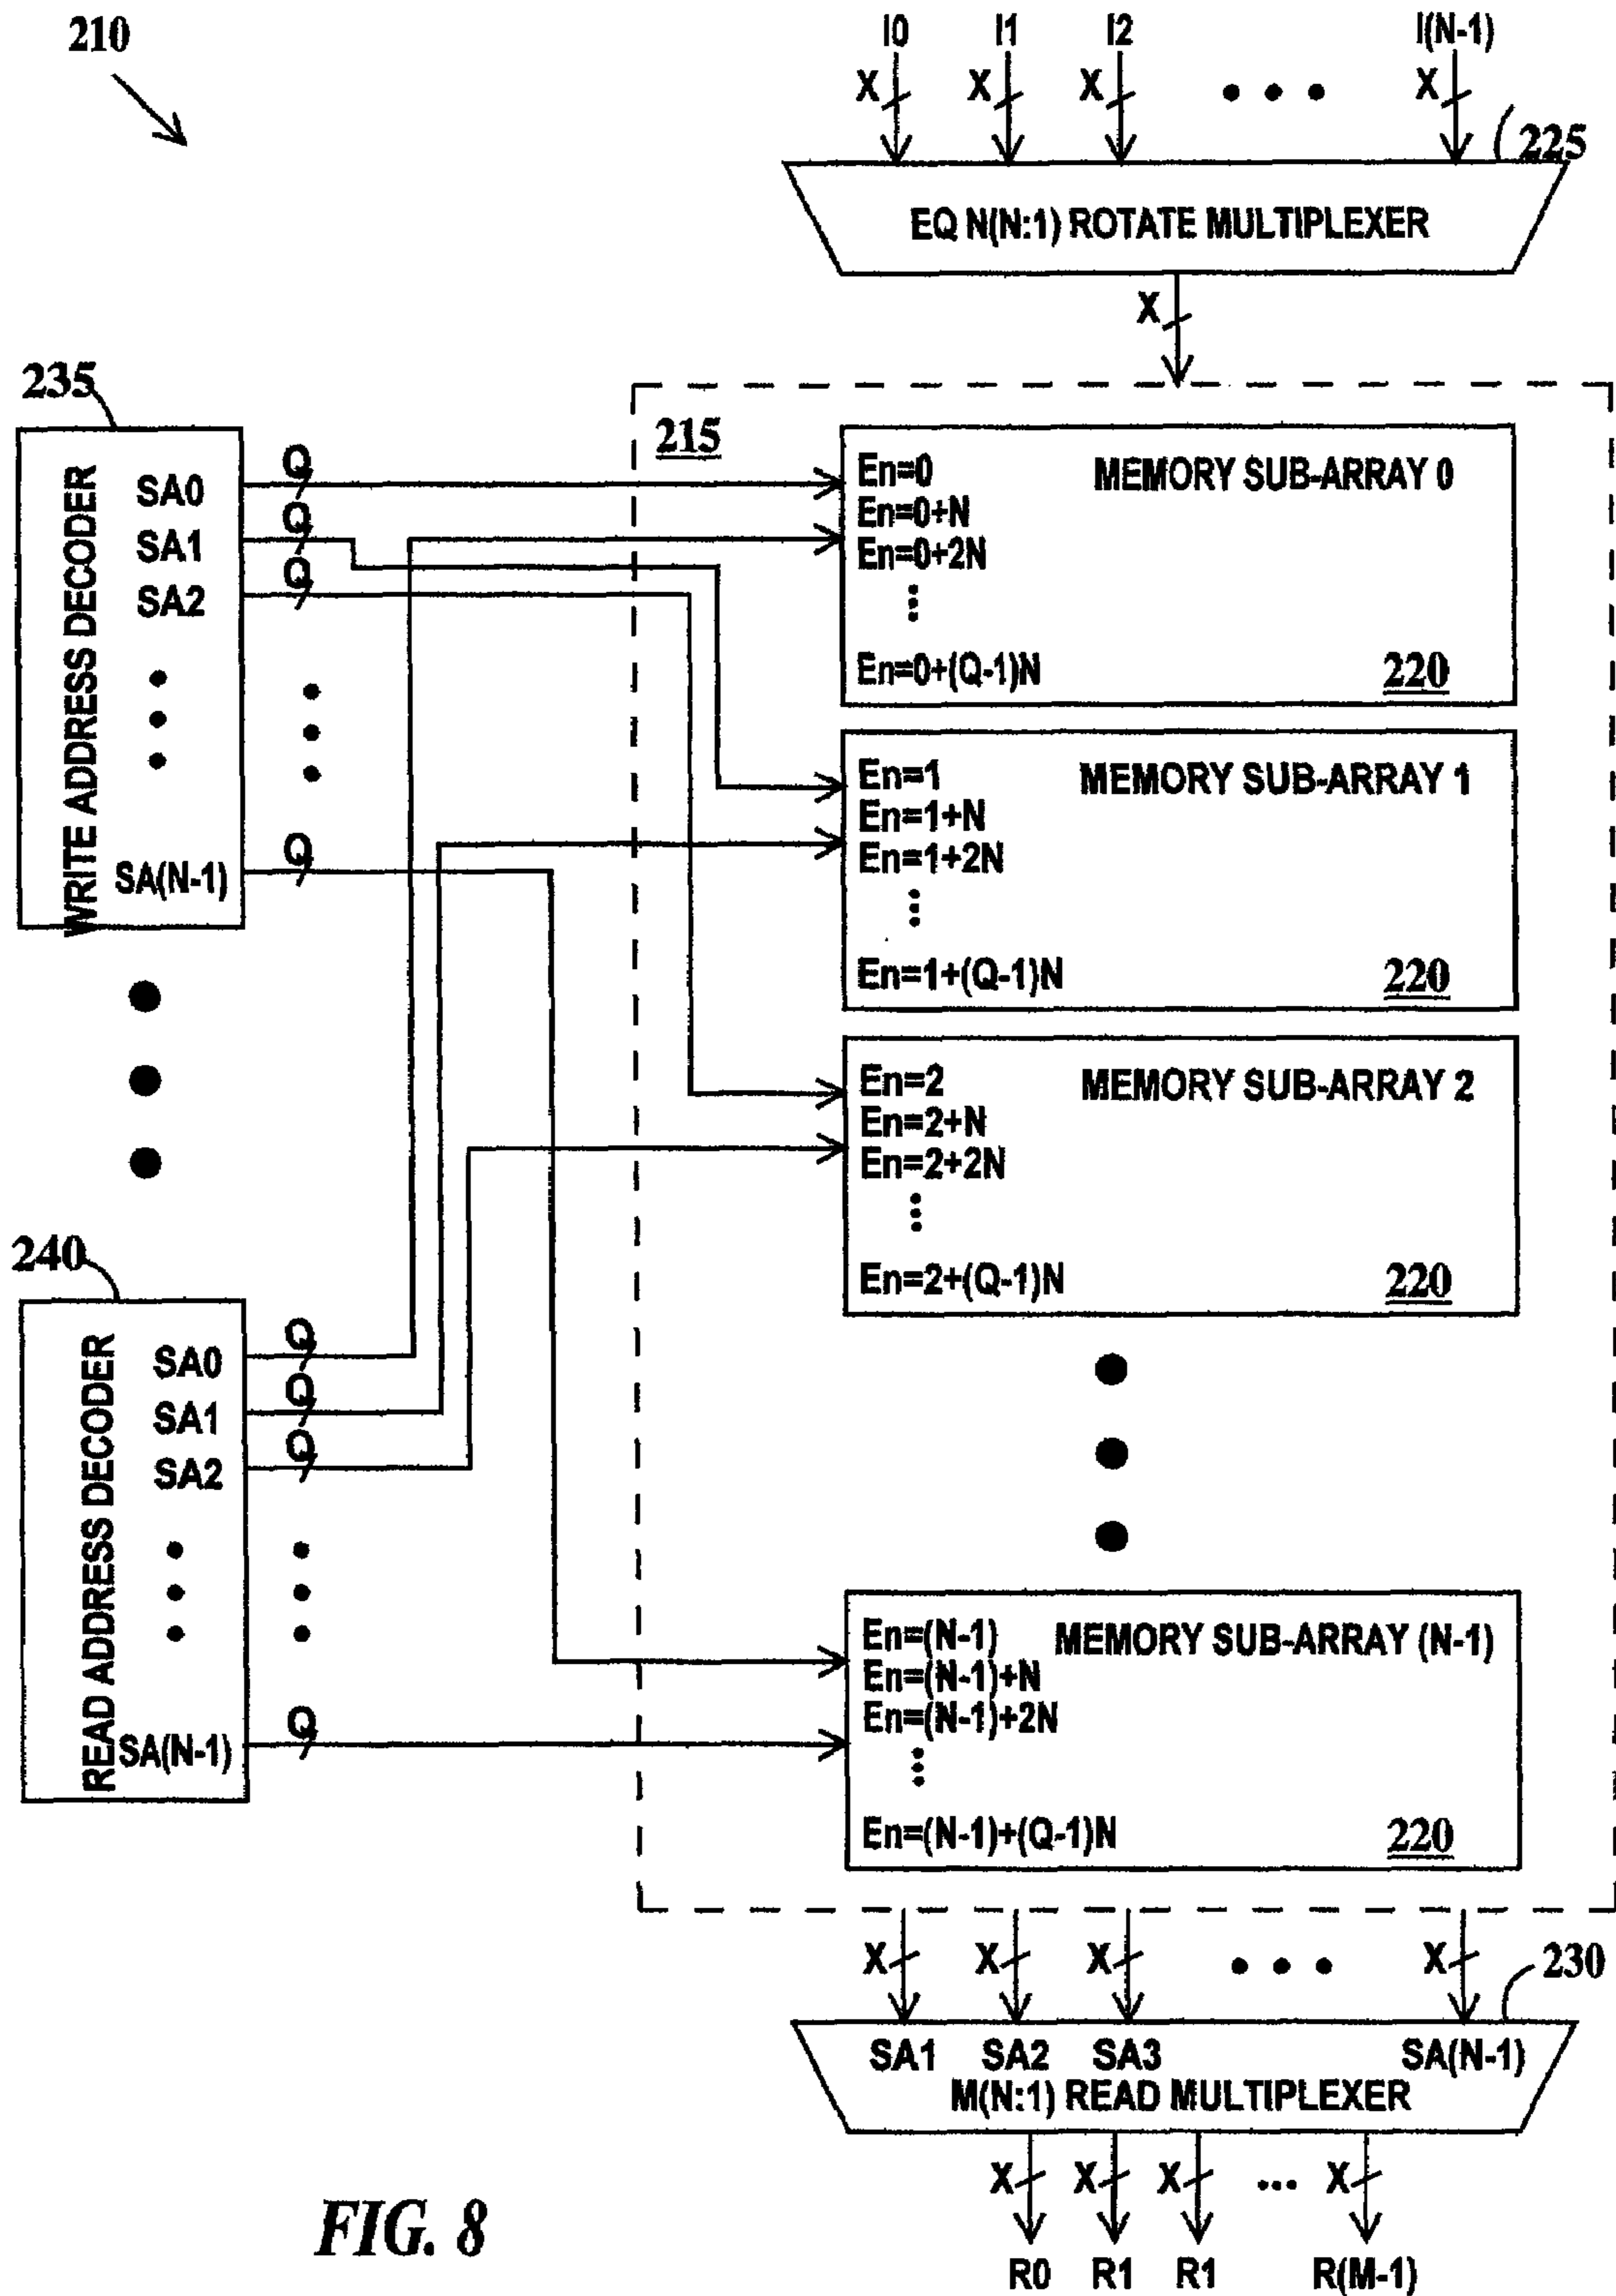 210
I0 I1 I2 I(N-1)
X X X X
225
EQ N(N:1) ROTATE MULTIPLEXER
X
235
WRITE ADDRESS DECODER
SA0 Q
SA1 Q
SA2 Q
SA(N-1) Q
215
En=0 MEMORY SUB-ARRAY 0
En=0+N
En=0+2N
En=0+(Q-1)N 220
En=1 MEMORY SUB-ARRAY 1
En=1+N
En=1+2N
En=1+(Q-1)N 220
En=2 MEMORY SUB-ARRAY 2
En=2+N
En=2+2N
En=2+(Q-1)N 220
240
READ ADDRESS DECODER
SA0 Q
SA1 Q
SA2 Q
SA(N-1) Q
En=(N-1) MEMORY SUB-ARRAY (N-1)
En=(N-1)+N
En=(N-1)+2N
En=(N-1)+(Q-1)N 220
X X X X
230
SA1 SA2 SA3 SA(N-1)
M(N:1) READ MULTIPLEXER
X X X ... X
R0 R1 R1 R(M-1)
FIG. 8